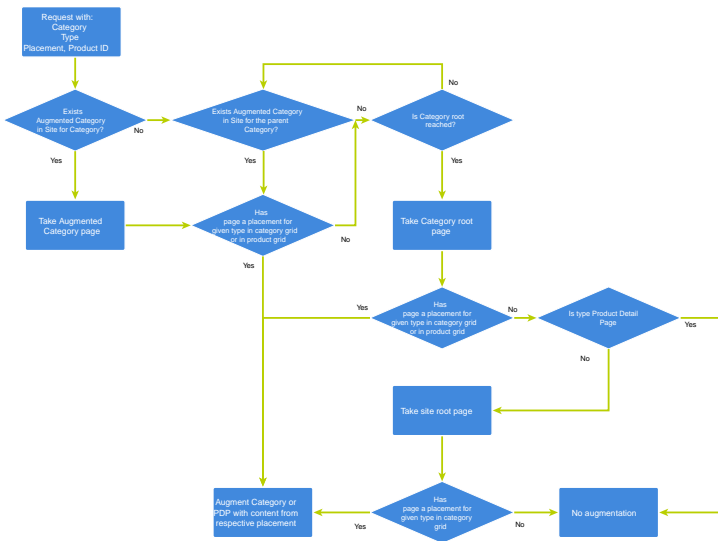 Request with:
Category
Type
Placement, Product ID
Exists
Augmented Category
in Site for Category?
No
Yes
Exists Augmented Category
in Site for the parent
Category?
No
Yes
Is Category root
reached?
No
Yes
Take Augmented
Category page
Has
page a placement for
given type in category grid
or in product grid
No
Yes
Take Category root
page
Has
page a placement for
given type in category grid
or in product grid
Yes
No
Is type Product Detail
Page
Yes
No
Take site root page
Has
page a placement for
given type in category
grid
Yes
No
Augment Category or
PDP with content from
respective placement
No augmentation